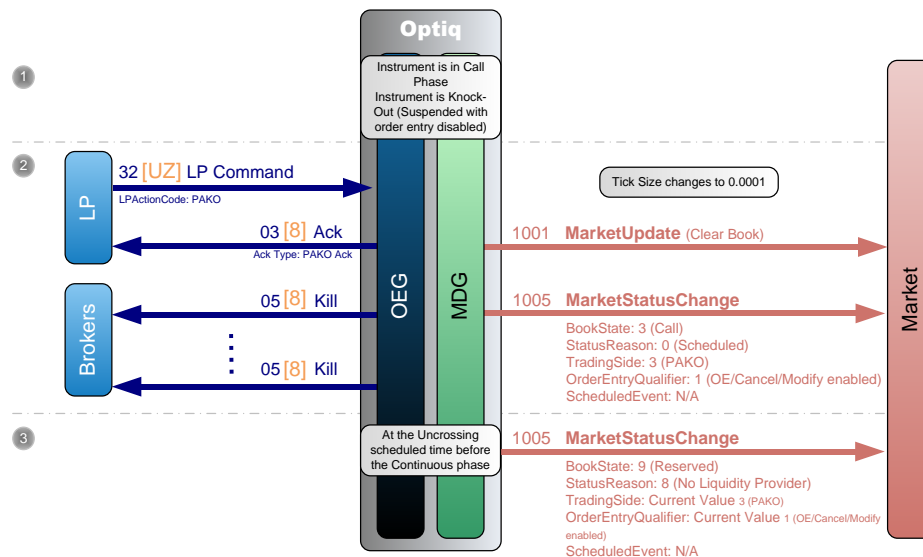 Optiq
1
Instrument is in Call
Phase
Instrument is Knock-
Out (Suspended with
order entry disabled)
2
LP
32 [UZ] LP Command
LPActionCode: PAKO
03 [8] Ack
Ack Type: PAKO Ack
Tick Size changes to 0.0001
1001 MarketUpdate (Clear Book)
OEG
MDG
Market
Brokers
05 [8] Kill
05 [8] Kill
1005 MarketStatusChange
BookState: 3 (Call)
StatusReason: 0 (Scheduled)
TradingSide: 3 (PAKO)
OrderEntryQualifier: 1 (OE/Cancel/Modify enabled)
ScheduledEvent: N/A
3
At the Uncrossing
scheduled time before
the Continuous phase
1005 MarketStatusChange
BookState: 9 (Reserved)
StatusReason: 8 (No Liquidity Provider)
TradingSide: Current Value 3 (PAKO)
OrderEntryQualifier: Current Value 1 (OE/Cancel/Modify
enabled)
ScheduledEvent: N/A